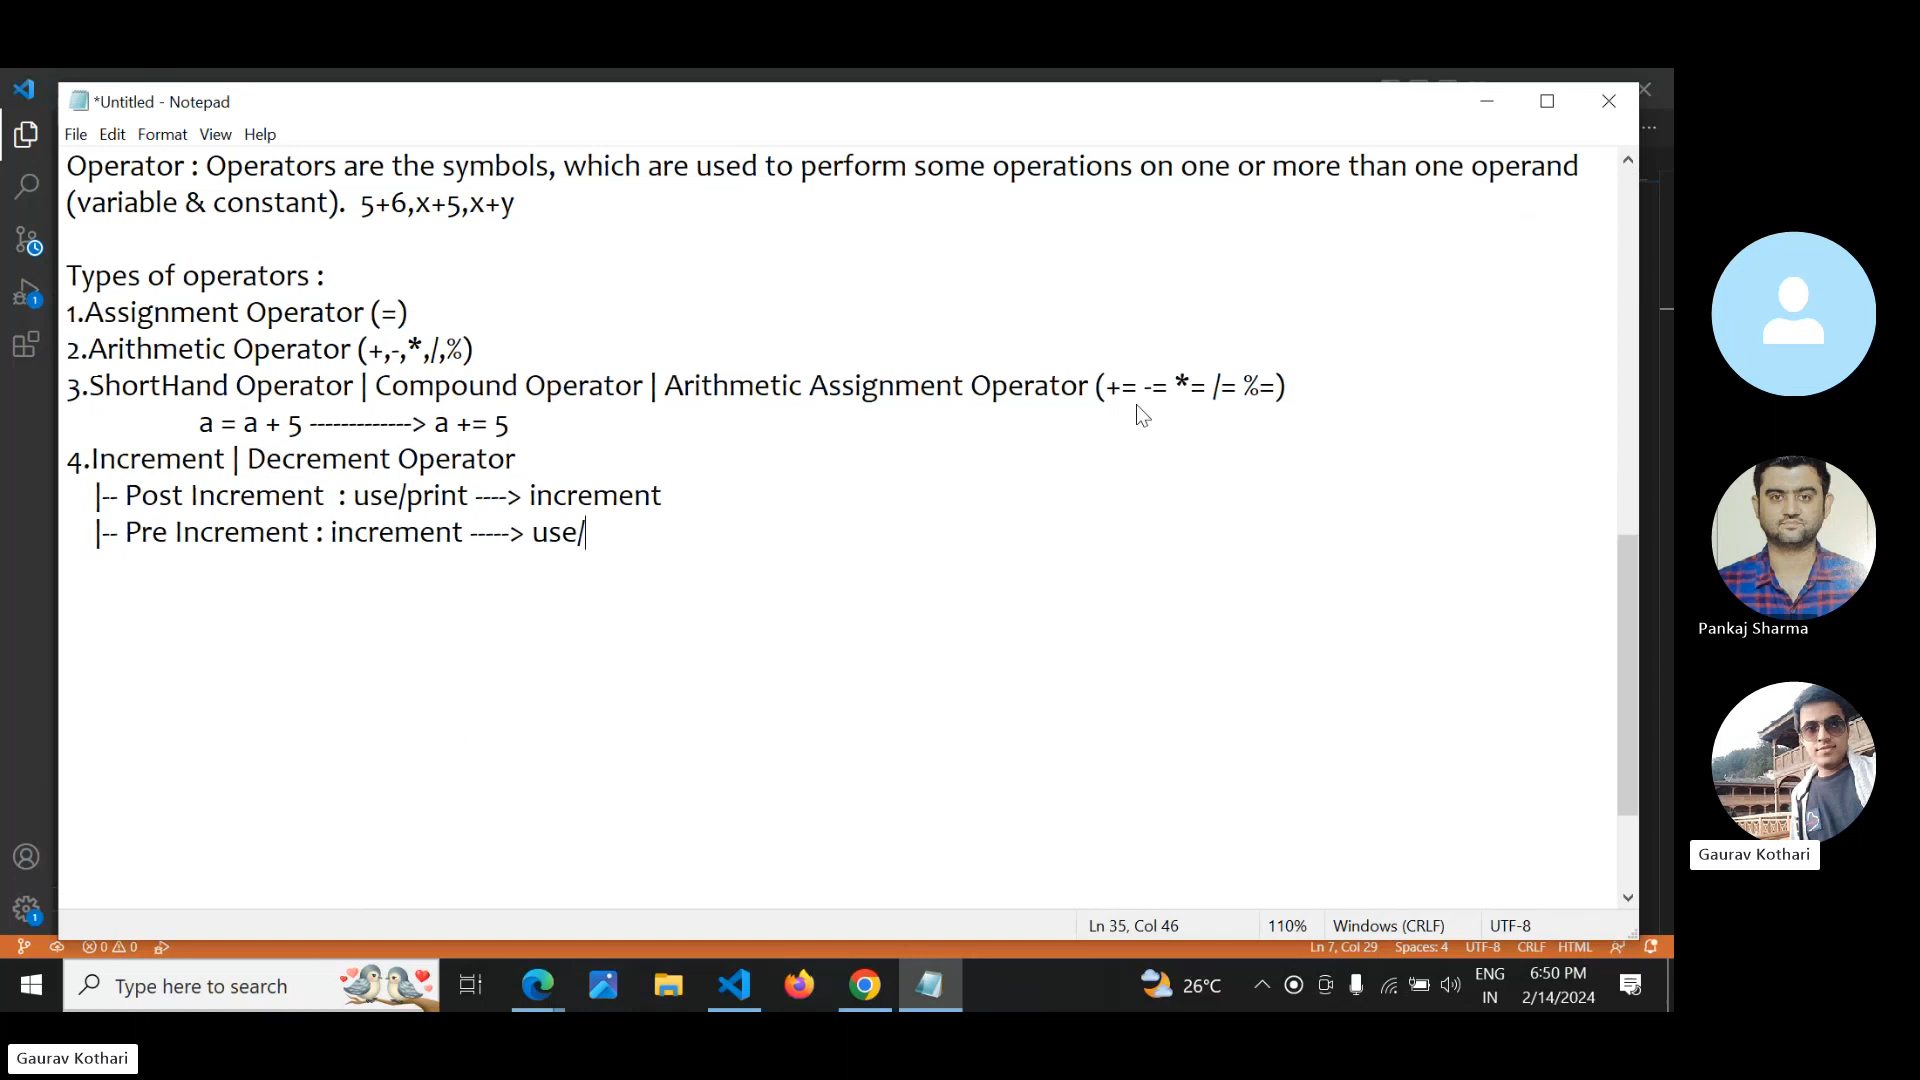 *Untitled - Notepad
File Edit Format View Help
Operator : Operators are the symbols, which are used to perform some operations on one or more than one operand
(variable & constant).  5+6,x+5,x+y
Types of operators :
1.Assignment Operator (=)
2.Arithmetic Operator (+,-,*,/,%)
3.ShortHand Operator | Compound Operator | Arithmetic Assignment Operator (+= -= *= /= %=)
a = a + 5 -------------> a += 5
4.Increment | Decrement Operator
|-- Post Increment  : use/print ----> increment
|-- Pre Increment : increment -----> use/
Ln 35, Col 46 110% Windows (CRLF) UTF-8
0 0 Ln 7, Col 29 Spaces: 4 UTF-8 CRLF HTML
Type here to search
26°C
ENG
IN
6:50 PM
2/14/2024
1
1
Pankaj Sharma
Gaurav Kothari
Gaurav Kothari